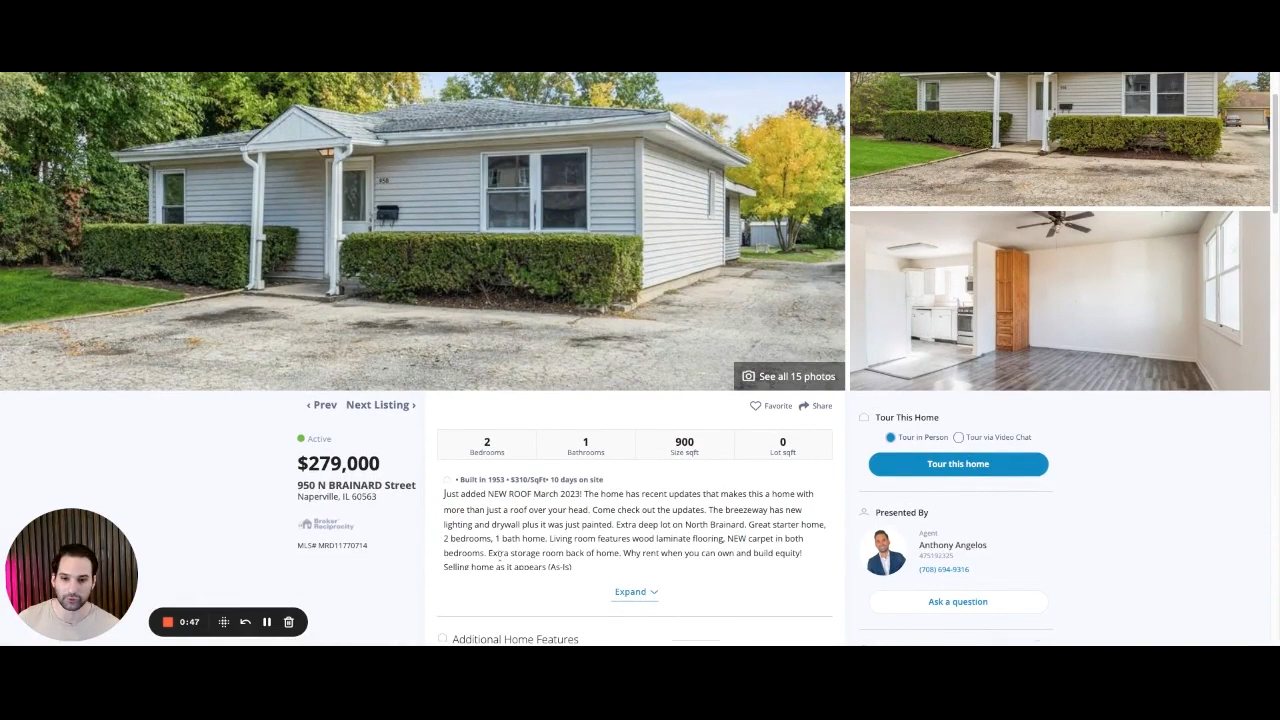 458
See all 15 photos
‹ Prev Next Listing ›
Active
$279,000
950 N BRAINARD Street
Naperville, IL 60563
Broker
Reciprocity
MLS# MRD11770714
0:47
Favorite Share
2 1 900 0
Bedrooms Bathrooms Size sqft Lot sqft
• Built in 1953 • $310/SqFt• 10 days on site
Just added NEW ROOF March 2023! The home has recent updates that makes this a home with
more than just a roof over your head. Come check out the updates. The breezeway has new
lighting and drywall plus it was just painted. Extra deep lot on North Brainard. Great starter home,
2 bedrooms, 1 bath home. Living room features wood laminate flooring, NEW carpet in both
bedrooms. Extra storage room back of home. Why rent when you can own and build equity!
Selling home as it appears (As-Is)
Expand
Additional Home Features
Tour This Home
Tour in Person Tour via Video Chat
Tour this home
Presented By
Agent
Anthony Angelos
475192325
(708) 694-9316
Ask a question